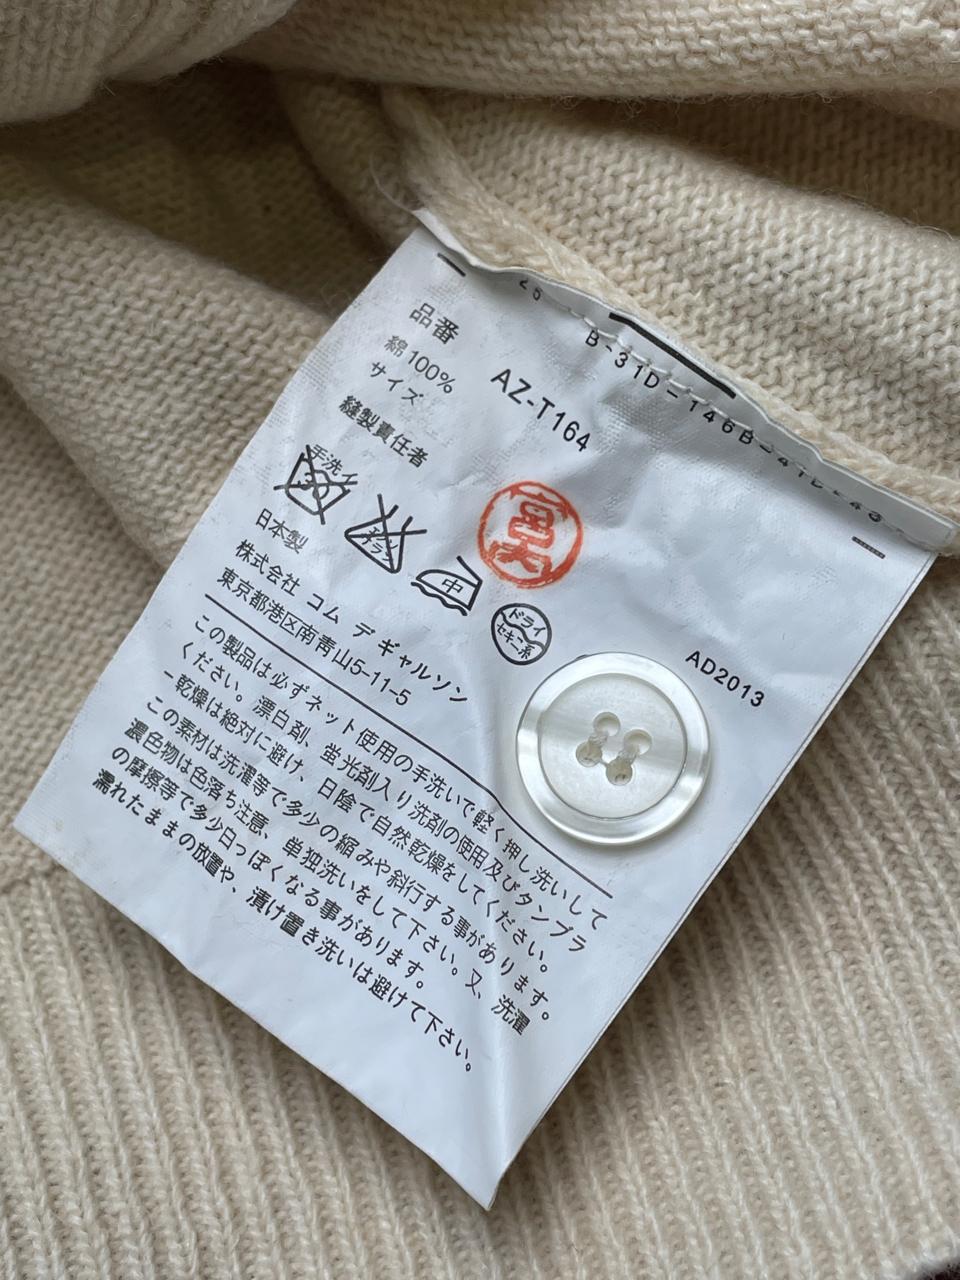 品番 AZ-T164
綿100%
サイズ
縫製責任者
手洗イ
30
エンソ
サラシ
中
ドライ
セキユ系
日本製
株式会社 コム デ ギャルソン
東京都港区南青山5-11-5
AD2013
この製品は必ずネット使用の手洗いで軽く押し洗いして
ください。漂白剤、蛍光剤入り洗剤の使用及びタンブラ
ー乾燥は絶対に避け、日陰で自然乾燥をしてください。
この素材は洗濯等で多少の縮みや斜行する事があります。
濃色物は色落ち注意、単独洗いをして下さい。又、洗濯
の摩擦等で多少白っぽくなる事があります。
濡れたままの放置や、漬け置き洗いは避けて下さい。